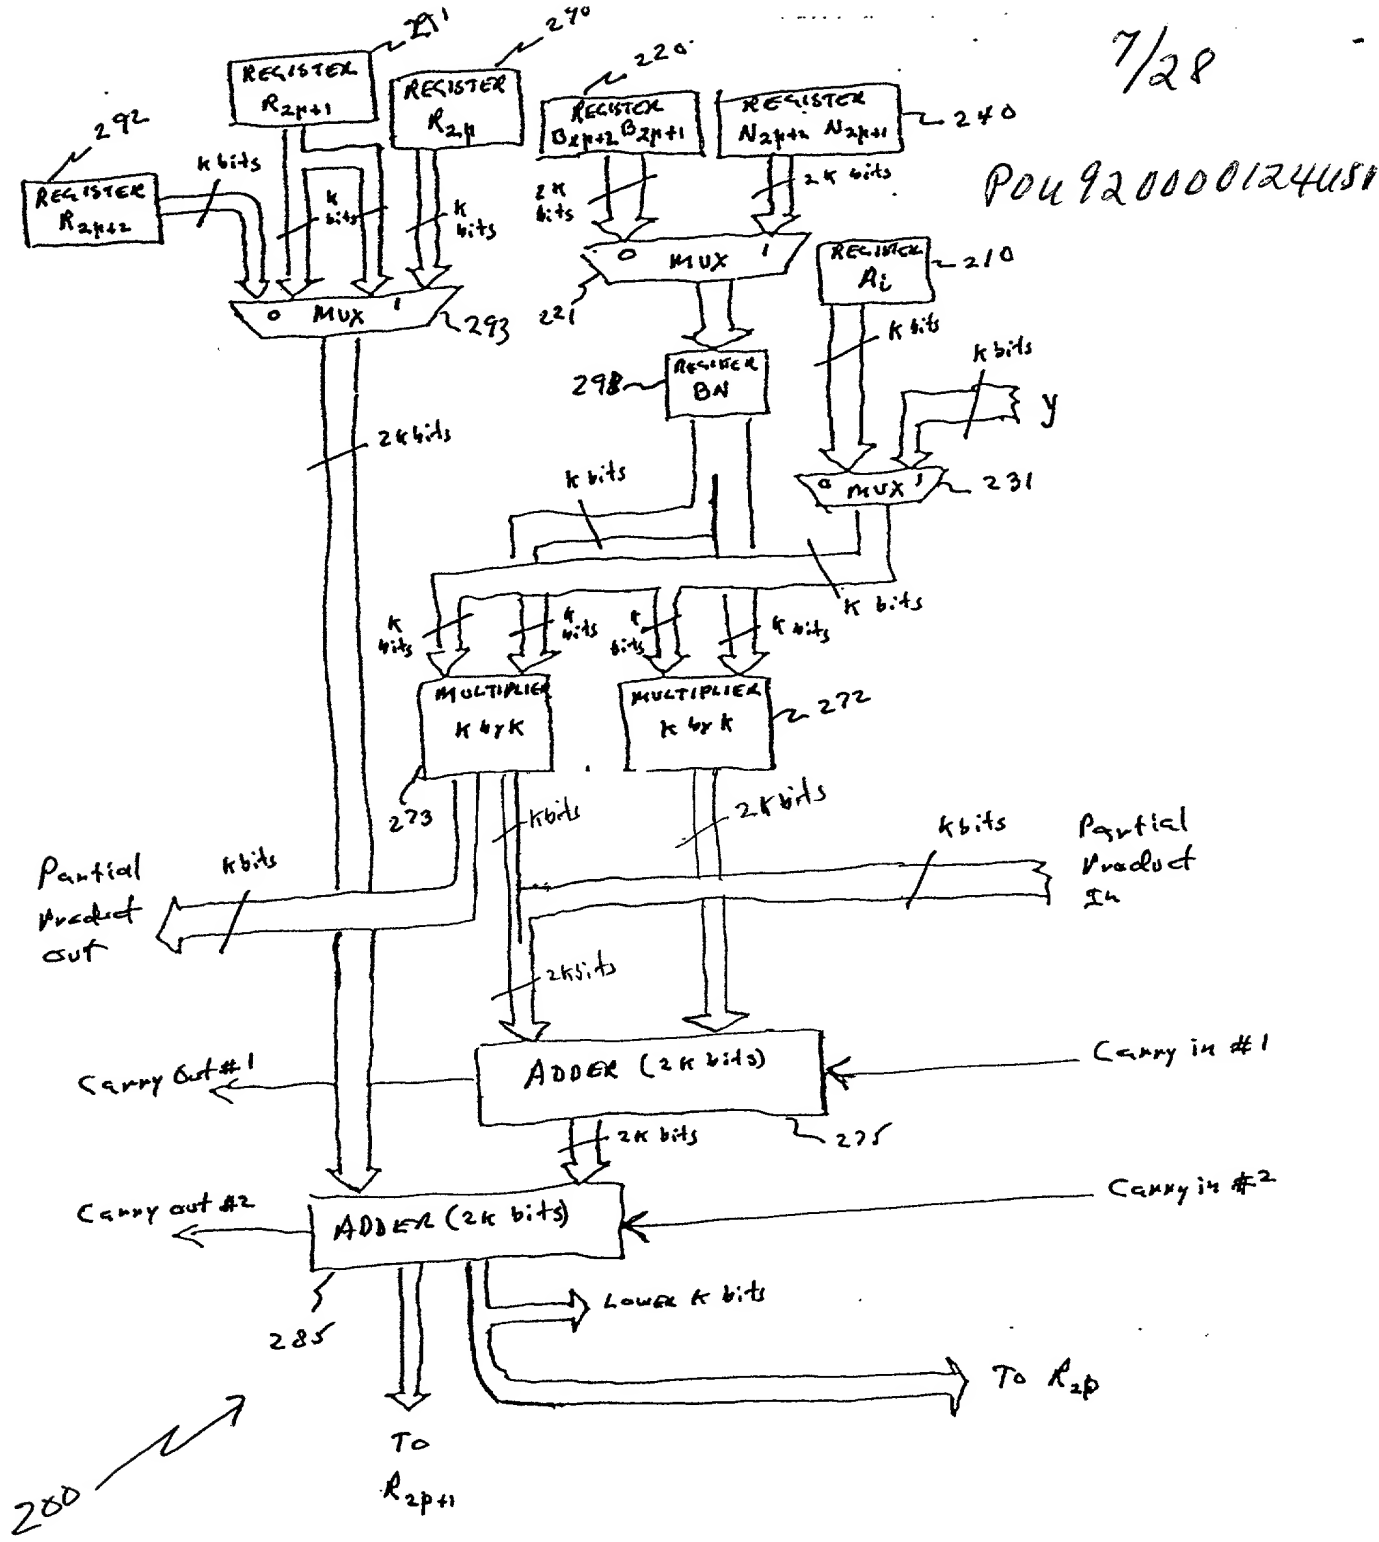 7/28
POU920000124US1
291
290
220
REGISTER
R2p+1
REGISTER
R2p
REGISTER
B2p+2 B2p+1
REGISTER
N2p+2 N2p+1
240
292
REGISTER
R2p+2
K bits
K bits
K bits
2K bits
2K bits
0 MUX 1
293
0 MUX 1
221
REGISTER
Ai
210
K bits
K bits
y
298
REGISTER
BN
2K bits
K bits
0 MUX 1
231
K bits
K bits
K bits
K bits
K bits
MULTIPLIER
K by K
273
MULTIPLIER
K by K
272
K bits
2K bits
K bits
Partial
Product
In
Partial
Product
Out
K bits
2K bits
ADDER (2K bits)
275
Carry Out #1
Carry in #1
2K bits
Carry out #2
ADDER (2K bits)
Carry in #2
285
LOWER K bits
To R2p
To
R2p+1
200